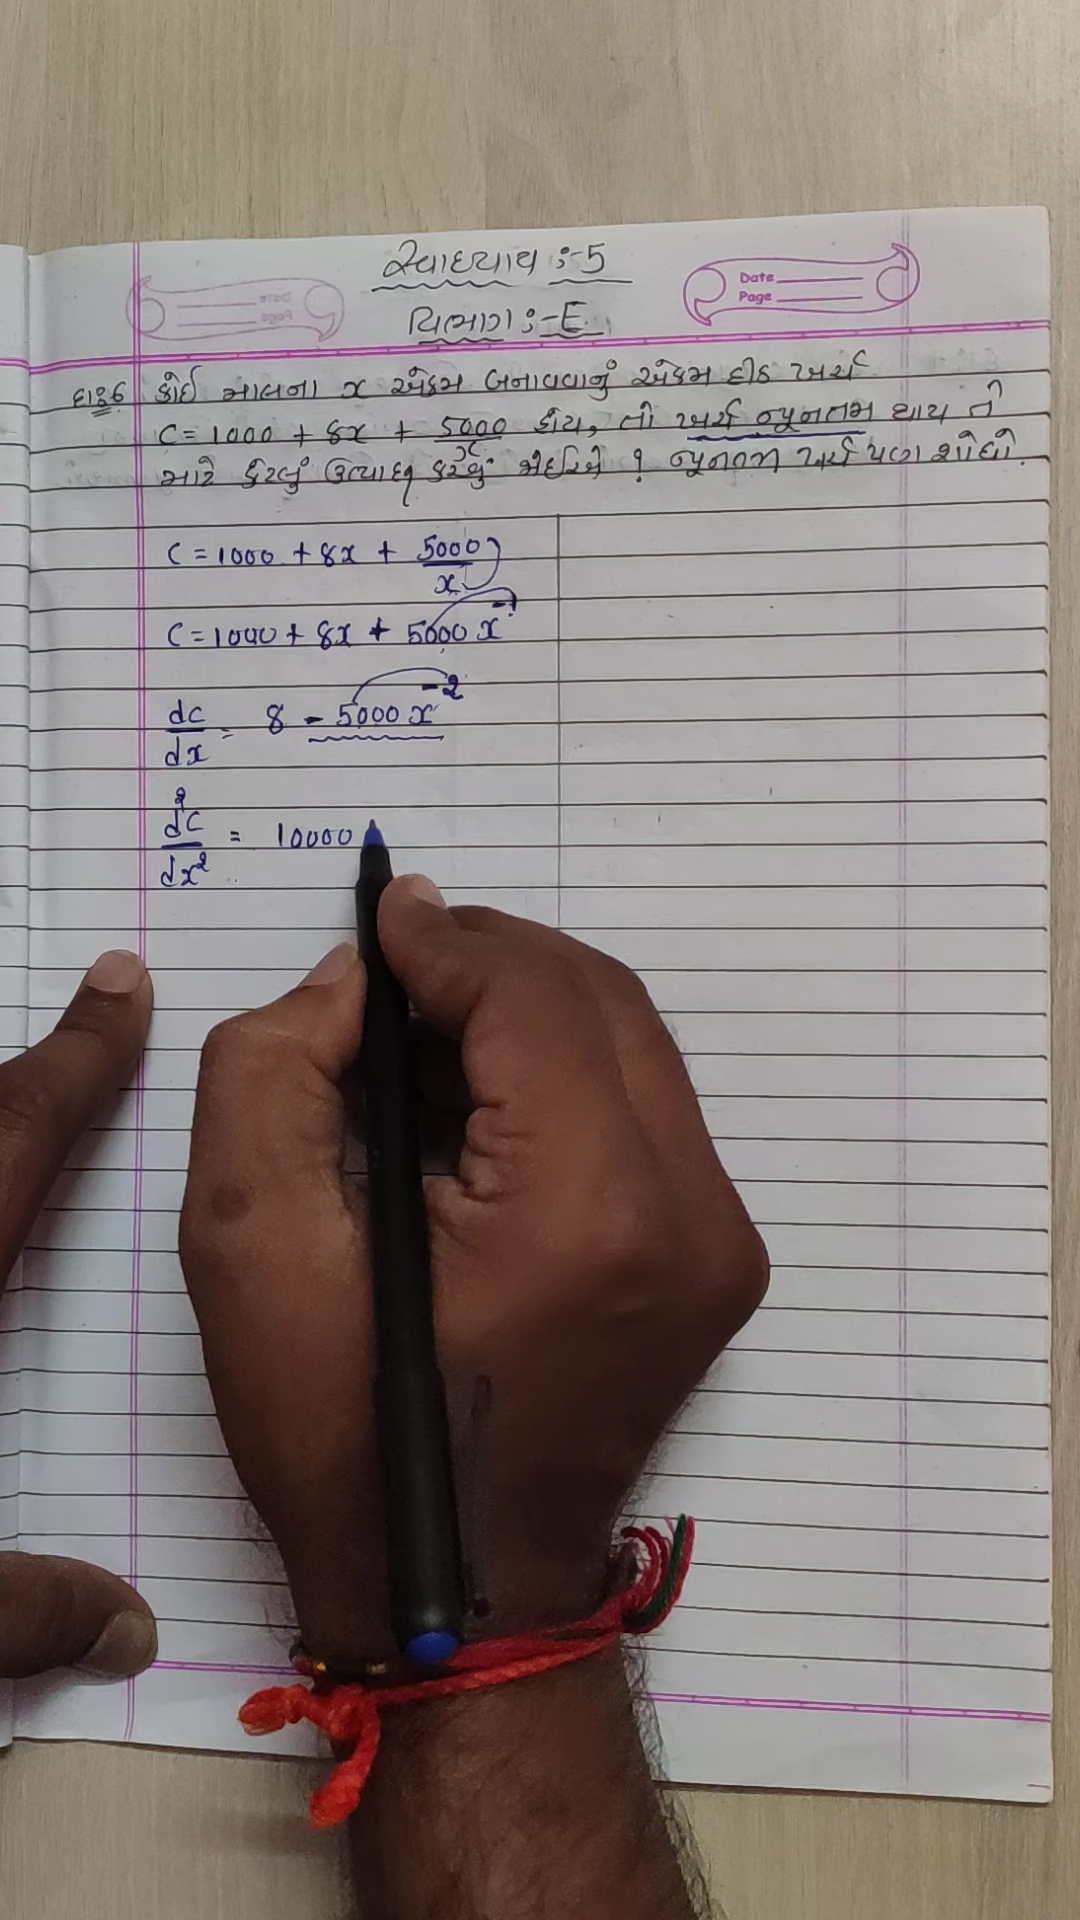 સ્વાધ્યાય :- 5
વિભાગ :- E
Date
Page
દા.૬ કોઈ માલના x એકમ બનાવવાનું એકમ દીઠ ખર્ચ
C = 1000 + 8x + 5000/x હોય, તો ખર્ચ ન્યૂનતમ થાય તે
માટે કેટલું ઉત્પાદન કરવું જોઈએ ? ન્યૂનતમ ખર્ચ પણ શોધો.
C = 1000 + 8x + 5000/x
C = 1000 + 8x + 5000 x⁻¹
dc/dx = 8 - 5000 x⁻²
d²c/dx² = 10000